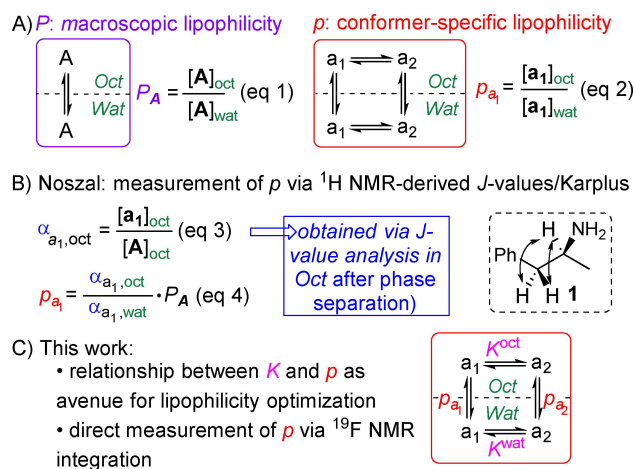 A) P: macroscopic lipophilicity
A
Oct
Wat
A
P_A = [A]_oct / [A]_wat (eq 1)
p: conformer-specific lipophilicity
a₁ a₂
Oct
Wat
a₁ a₂
p_a₁ = [a₁]_oct / [a₁]_wat (eq 2)
B) Noszal: measurement of p via ¹H NMR-derived J-values/Karplus
α_a₁,oct = [a₁]_oct / [A]_oct (eq 3)
p_a₁ = α_a₁,oct / α_a₁,wat · P_A (eq 4)
obtained via J-
value analysis in
Oct after phase
separation)
H NH₂
Ph
H H 1
C) This work:
• relationship between K and p as
avenue for lipophilicity optimization
• direct measurement of p via ¹⁹F NMR
integration
K^oct
a₁ a₂
Oct
p_a₁ p_a₂
Wat
a₁ a₂
K^wat